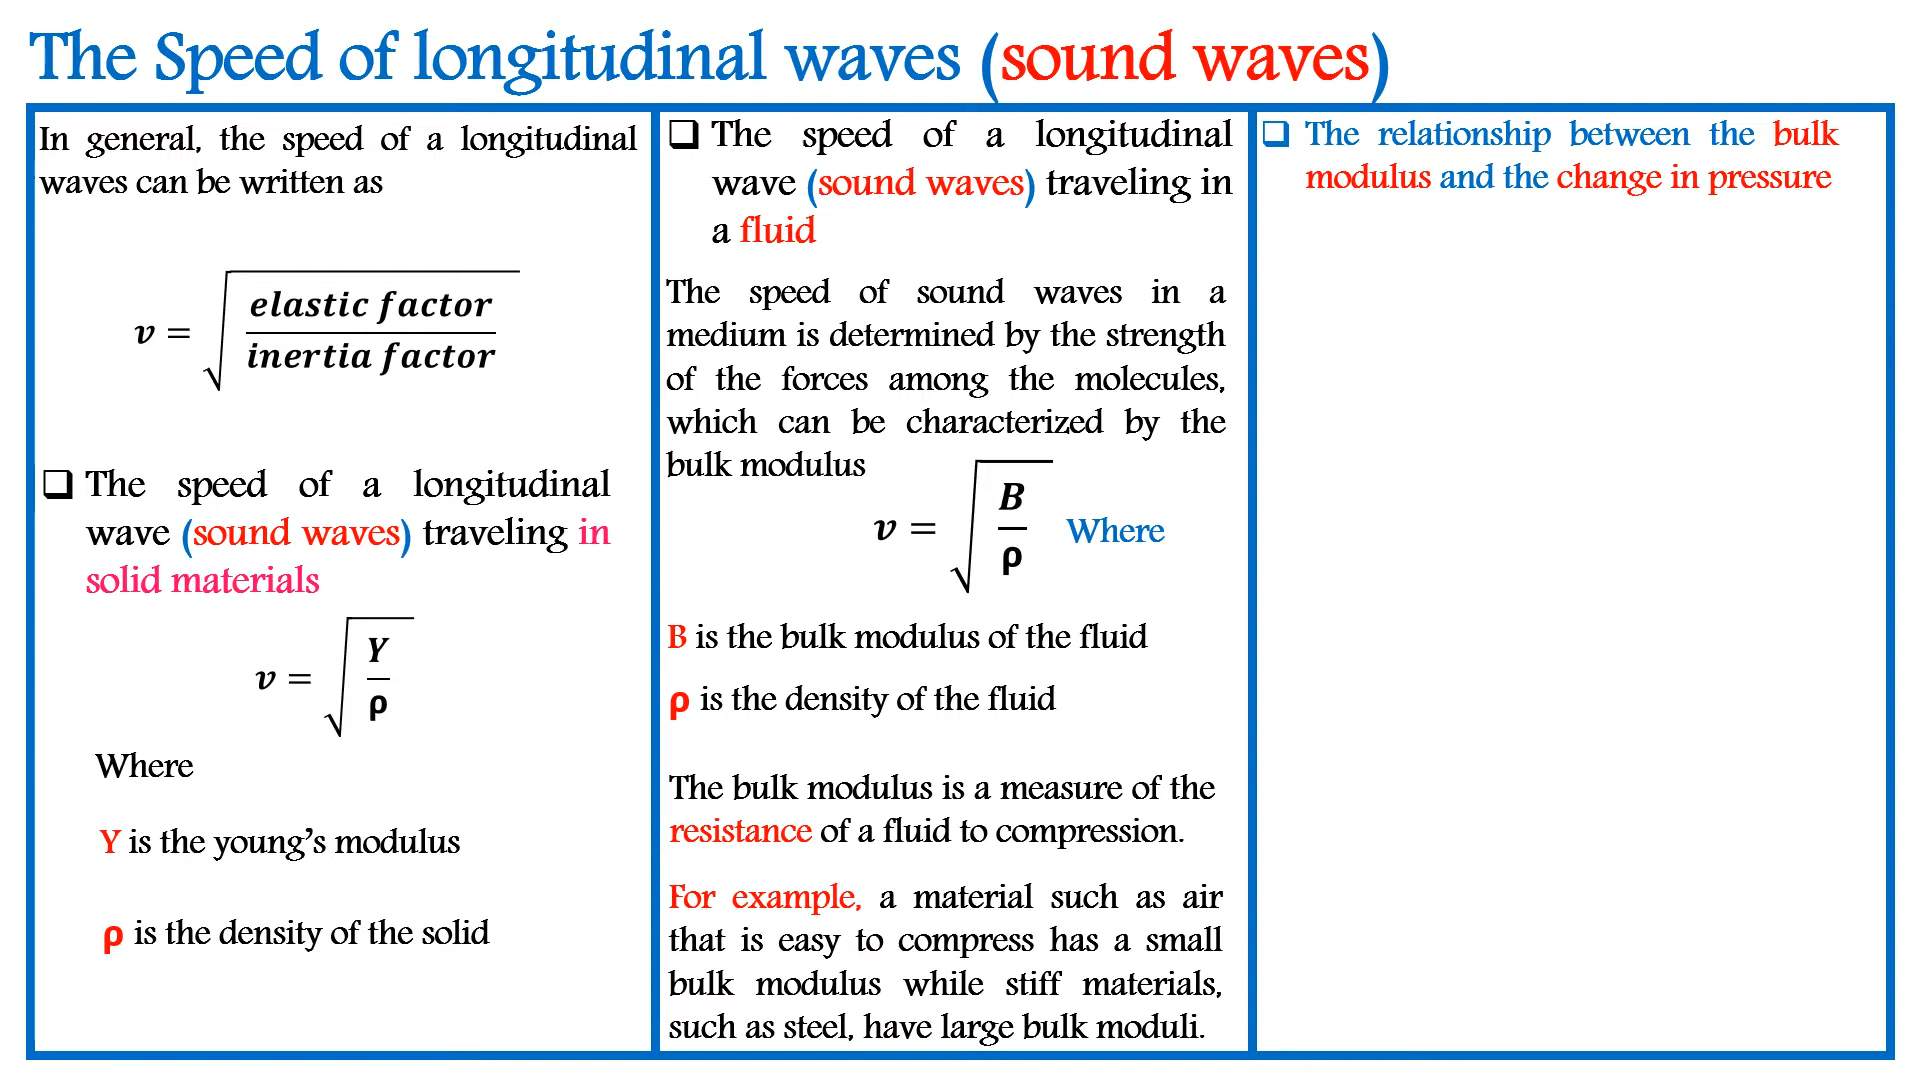 The Speed of longitudinal waves (sound waves)
In general, the speed of a longitudinal
waves can be written as
v = √(elastic factor / inertia factor)
❑ The speed of a longitudinal
wave (sound waves) traveling in
solid materials
v = √(Y / ρ)
Where
Y is the young’s modulus
ρ is the density of the solid
❑ The speed of a longitudinal
wave (sound waves) traveling in
a fluid
The speed of sound waves in a
medium is determined by the strength
of the forces among the molecules,
which can be characterized by the
bulk modulus
v = √(B / ρ) Where
B is the bulk modulus of the fluid
ρ is the density of the fluid
The bulk modulus is a measure of the
resistance of a fluid to compression.
For example, a material such as air
that is easy to compress has a small
bulk modulus while stiff materials,
such as steel, have large bulk moduli.
❑ The relationship between the bulk
modulus and the change in pressure